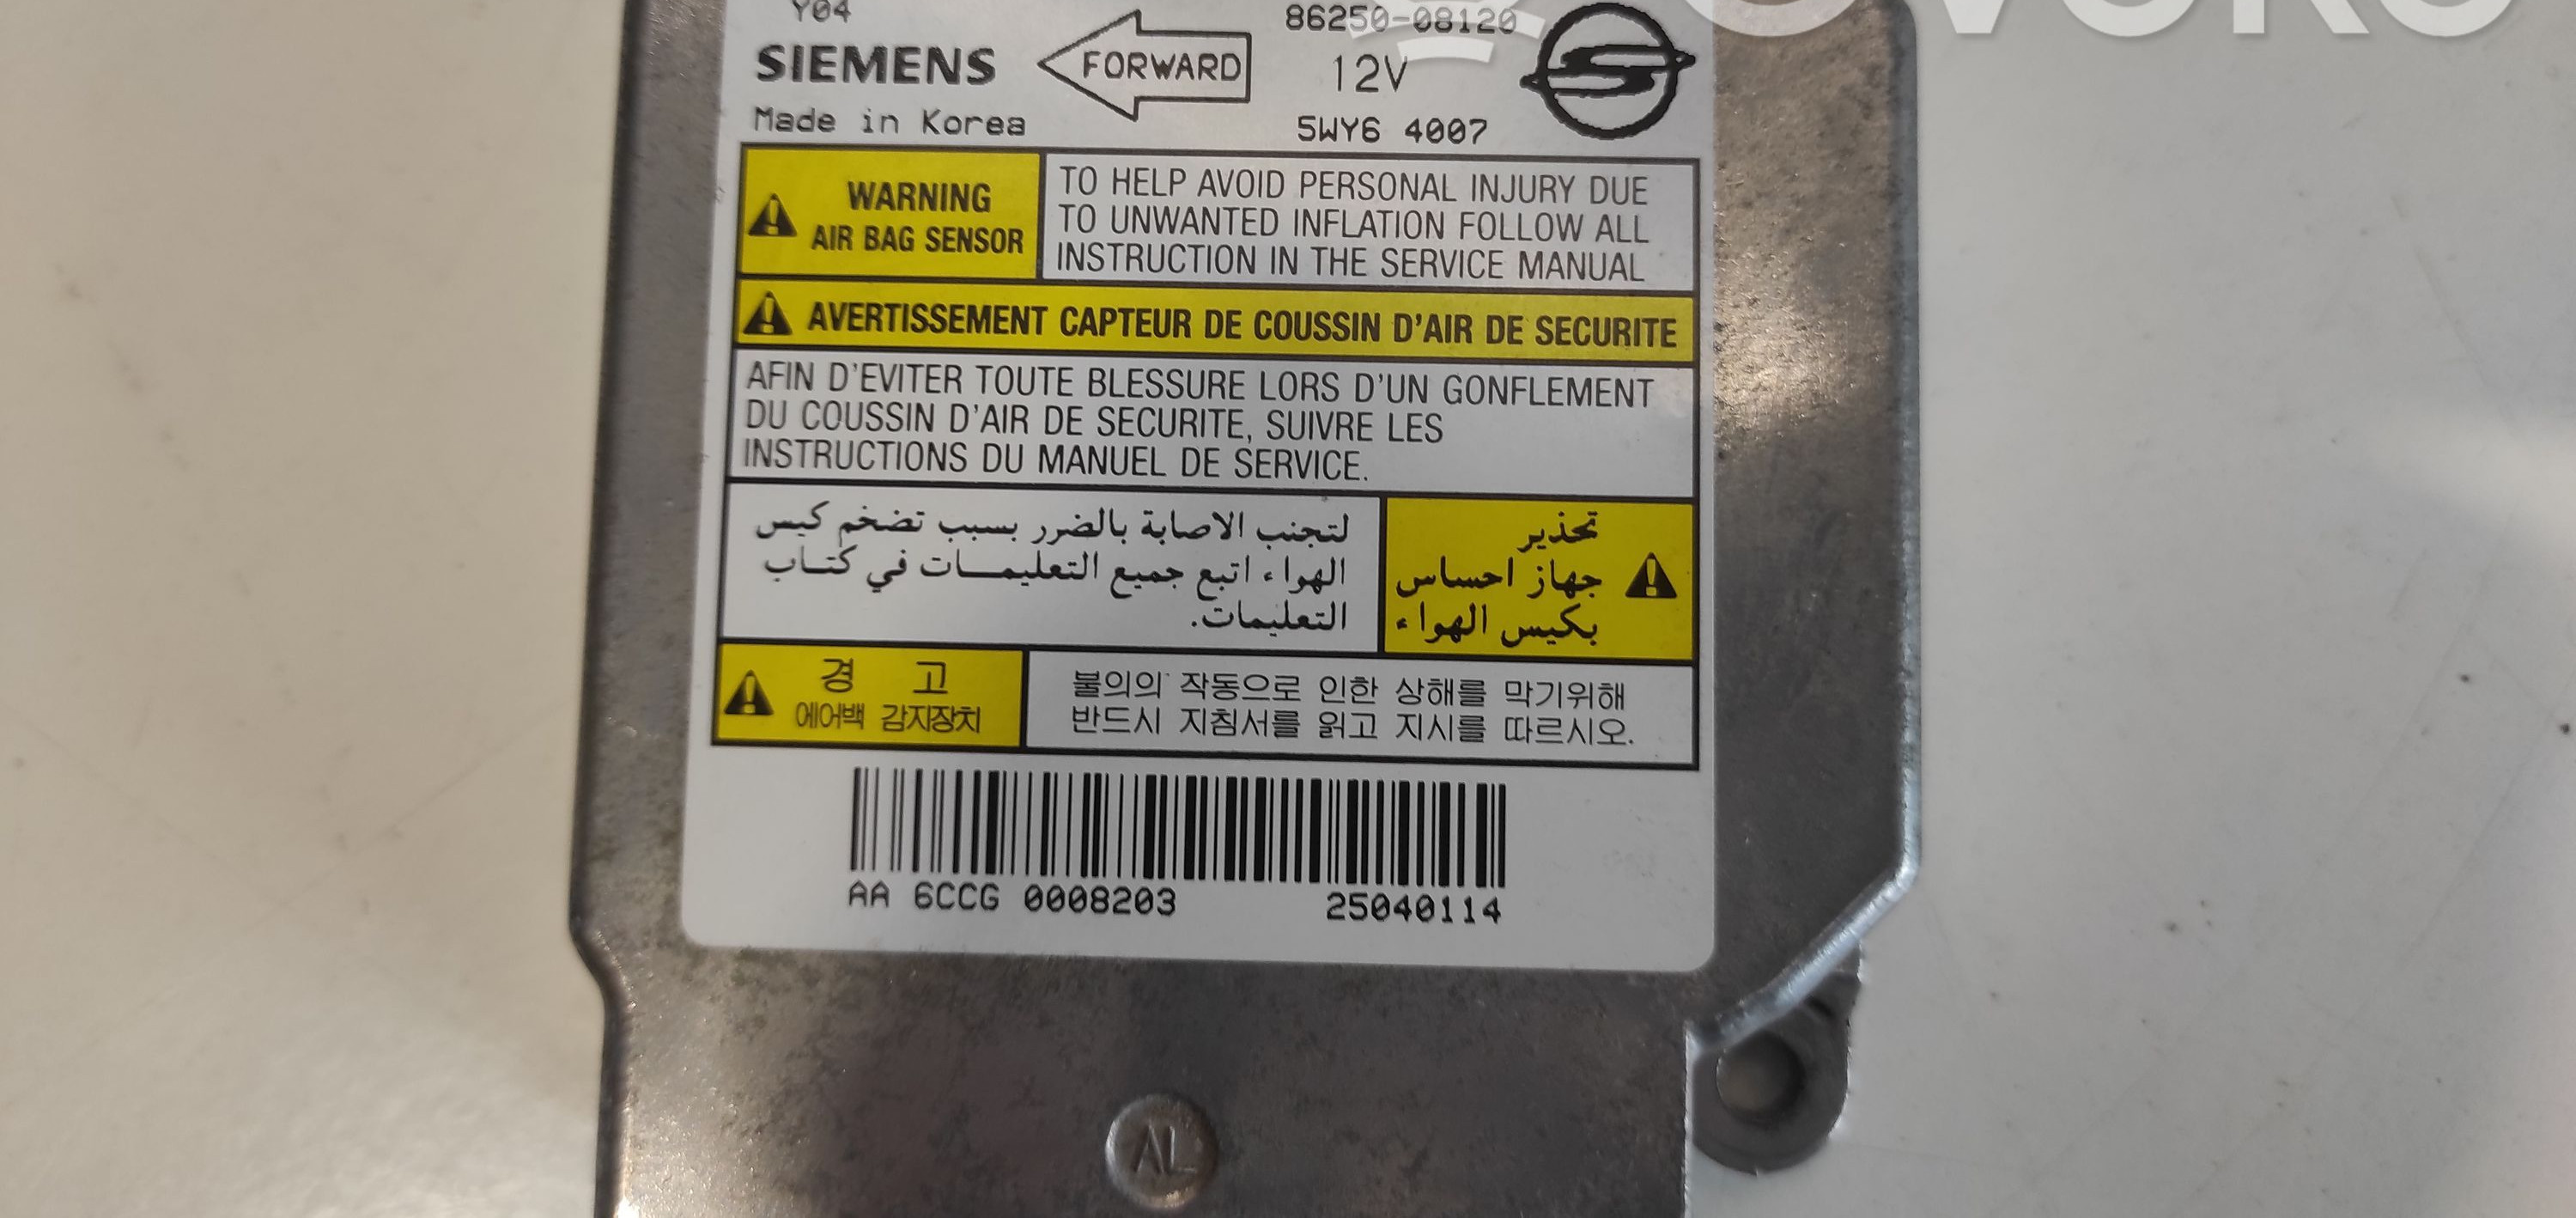 Y04
86250-08120
SIEMENS
FORWARD
12V
Made in Korea
5WY6 4007
WARNING
AIR BAG SENSOR
TO HELP AVOID PERSONAL INJURY DUE
TO UNWANTED INFLATION FOLLOW ALL
INSTRUCTION IN THE SERVICE MANUAL
AVERTISSEMENT CAPTEUR DE COUSSIN D'AIR DE SECURITE
AFIN D'EVITER TOUTE BLESSURE LORS D'UN GONFLEMENT
DU COUSSIN D'AIR DE SECURITE, SUIVRE LES
INSTRUCTIONS DU MANUEL DE SERVICE.
تحذير
جهاز احساس
بكيس الهواء
لتجنب الاصابة بالضرر بسبب تضخم كيس
الهواء اتبع جميع التعليمات في كتاب
التعليمات.
경 고
에어백 감지장치
불의의 작동으로 인한 상해를 막기위해
반드시 지침서를 읽고 지시를 따르시오.
AA 6CCG 0008203
25040114
AL